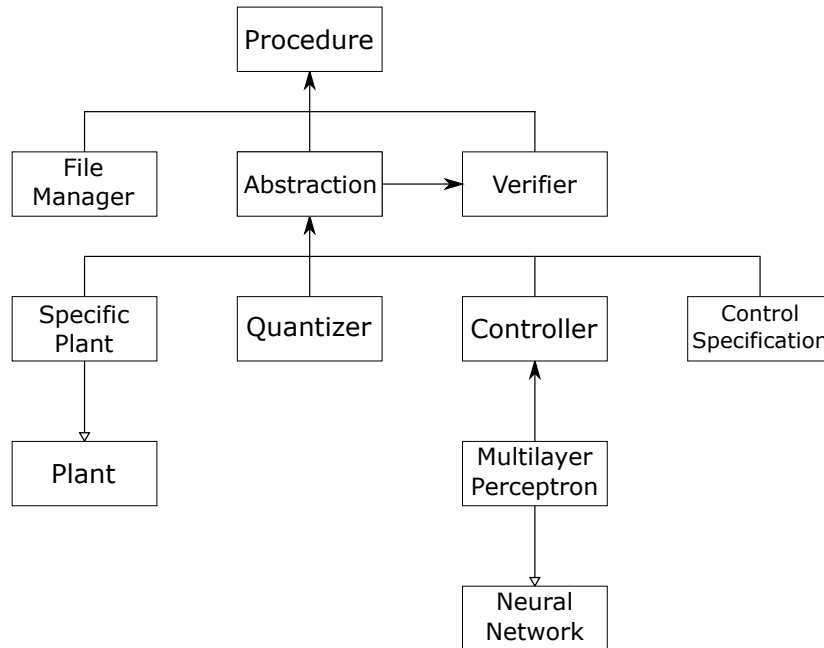 Procedure
File
Manager
Abstraction
Verifier
Specific
Plant
Quantizer
Controller
Control
Specification
Plant
Multilayer
Perceptron
Neural
Network